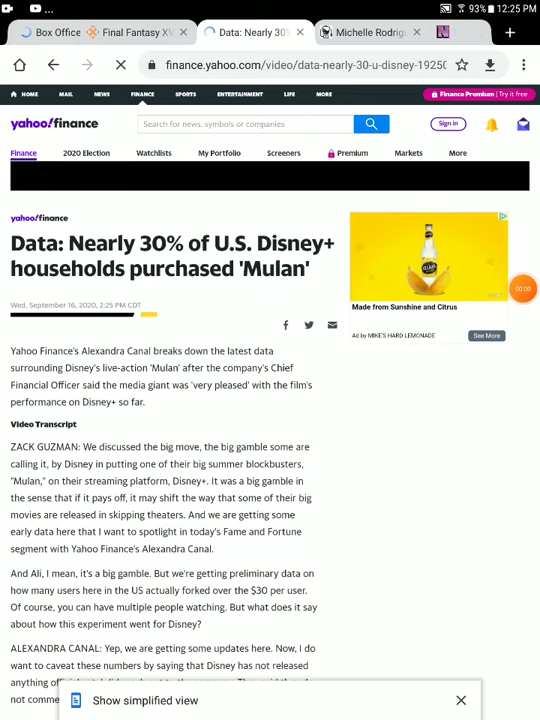 93% 12:25 PM
Box Office
Final Fantasy XV
Data: Nearly 30%
Michelle Rodrig
finance.yahoo.com/video/data-nearly-30-u-disney-19250
HOME MAIL NEWS FINANCE SPORTS ENTERTAINMENT LIFE MORE
Finance Premium | Try it free
yahoo!finance
Search for news, symbols or companies
Sign in
Finance 2020 Election Watchlists My Portfolio Screeners Premium Markets More
yahoo!finance
Data: Nearly 30% of U.S. Disney+
households purchased 'Mulan'
Wed, September 16, 2020, 2:25 PM CDT
Made from Sunshine and Citrus
Ad by MIKE'S HARD LEMONADE
See More
00:00
Yahoo Finance's Alexandra Canal breaks down the latest data
surrounding Disney's live-action 'Mulan' after the company's Chief
Financial Officer said the media giant was 'very pleased' with the film's
performance on Disney+ so far.
Video Transcript
ZACK GUZMAN: We discussed the big move, the big gamble some are
calling it, by Disney in putting one of their big summer blockbusters,
"Mulan," on their streaming platform, Disney+. It was a big gamble in
the sense that if it pays off, it may shift the way that some of their big
movies are released in skipping theaters. And we are getting some
early data here that I want to spotlight in today's Fame and Fortune
segment with Yahoo Finance's Alexandra Canal.
And Ali, I mean, it's a big gamble. But we're getting preliminary data on
how many users here in the US actually forked over the $30 per user.
Of course, you can have multiple people watching. But what does it say
about how this experiment went for Disney?
ALEXANDRA CANAL: Yep, we are getting some updates here. Now, I do
want to caveat these numbers by saying that Disney has not released
anything
not comme
Show simplified view